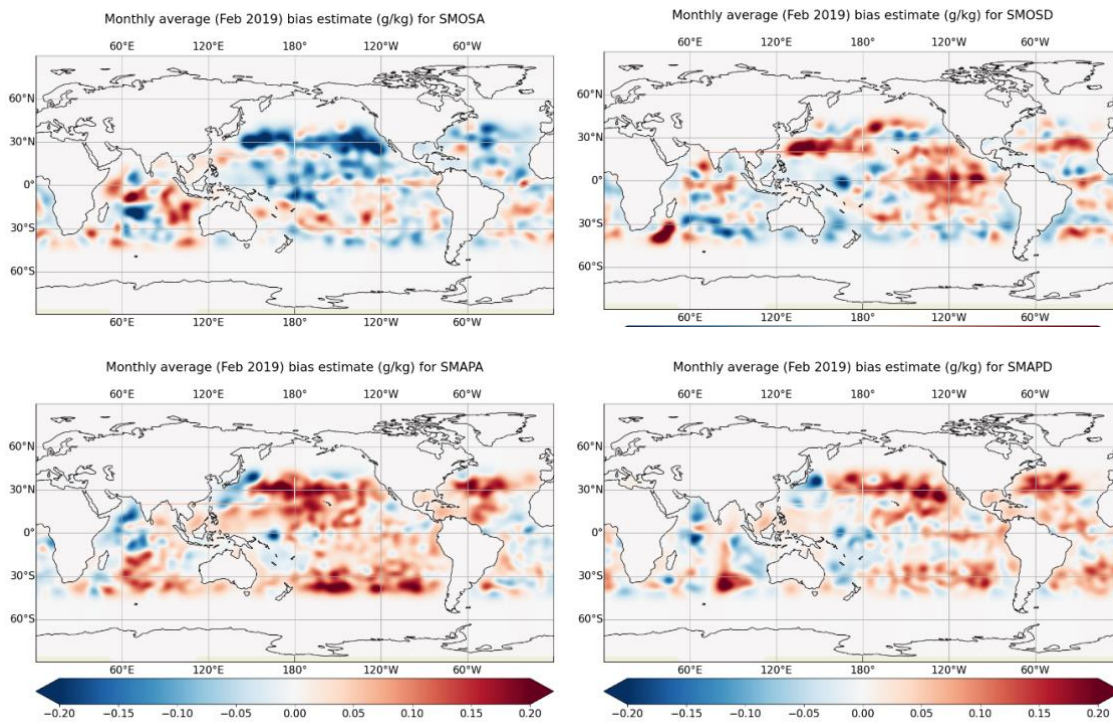 Monthly average (Feb 2019) bias estimate (g/kg) for SMOSA
60°E 120°E 180° 120°W 60°W
60°N
30°N
0°
30°S
60°S
60°E 120°E 180° 120°W 60°W
Monthly average (Feb 2019) bias estimate (g/kg) for SMOSD
60°E 120°E 180° 120°W 60°W
60°N
30°N
0°
30°S
60°S
60°E 120°E 180° 120°W 60°W
Monthly average (Feb 2019) bias estimate (g/kg) for SMAPA
60°E 120°E 180° 120°W 60°W
60°N
30°N
0°
30°S
60°S
60°E 120°E 180° 120°W 60°W
−0.20 −0.15 −0.10 −0.05 0.00 0.05 0.10 0.15 0.20
Monthly average (Feb 2019) bias estimate (g/kg) for SMAPD
60°E 120°E 180° 120°W 60°W
60°N
30°N
0°
30°S
60°S
60°E 120°E 180° 120°W 60°W
−0.20 −0.15 −0.10 −0.05 0.00 0.05 0.10 0.15 0.20